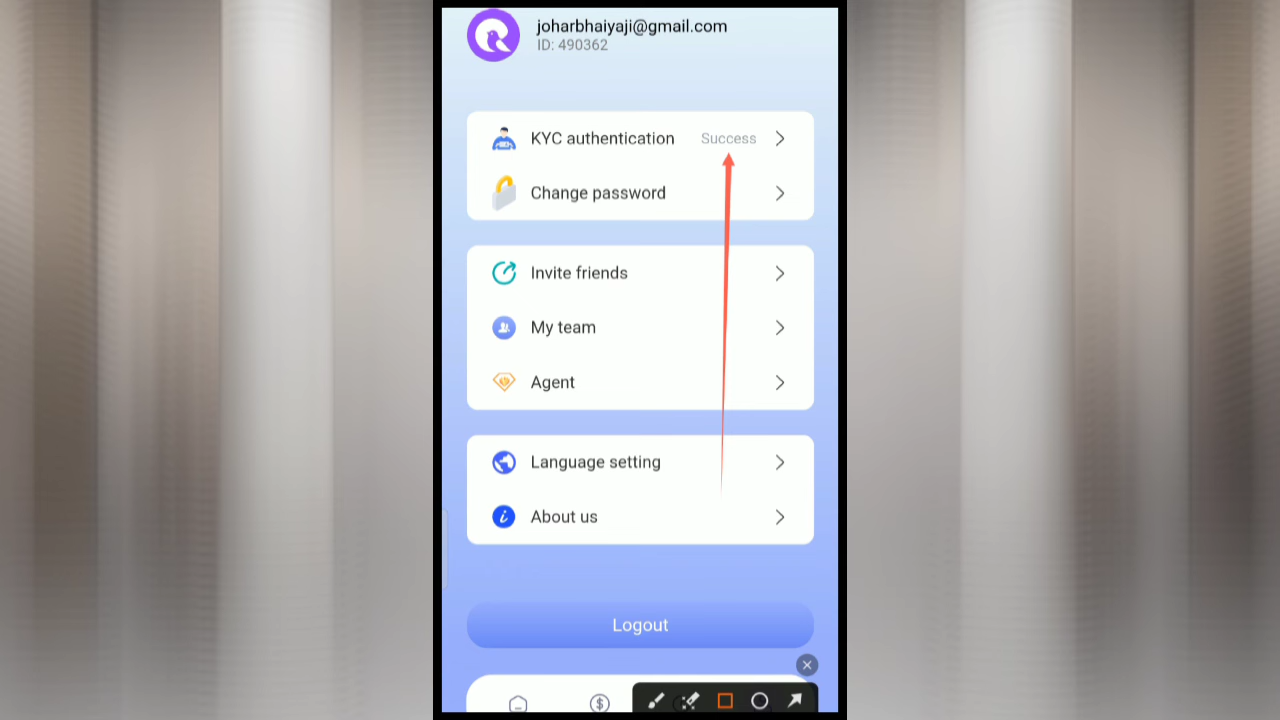 joharbhaiyaji@gmail.com
ID: 490362
KYC authentication Success
Change password
Invite friends
My team
Agent
Language setting
About us
Logout